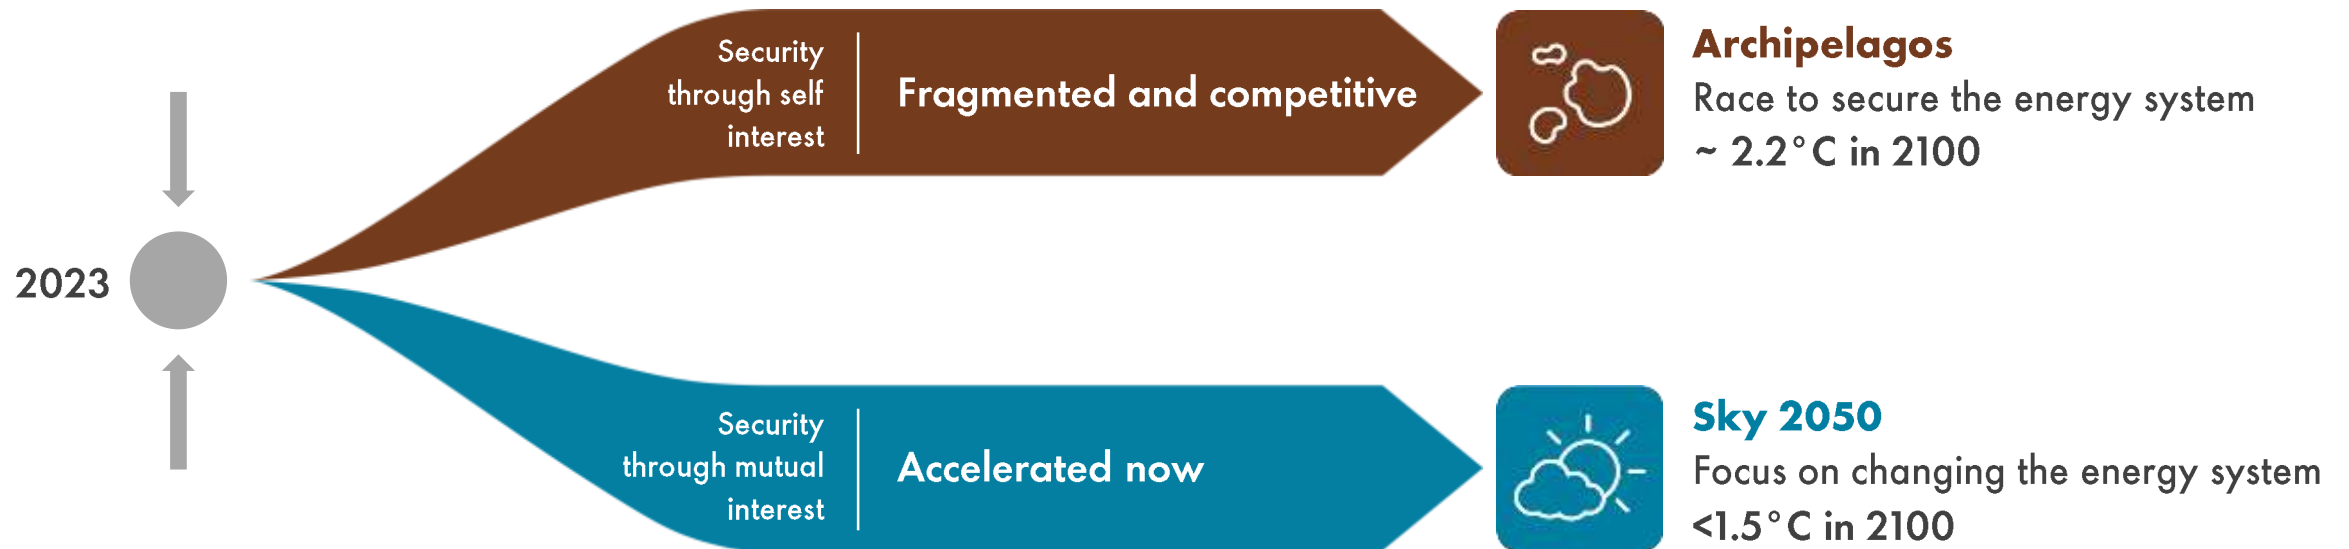 2023
Security
through self
interest
Fragmented and competitive
Archipelagos
Race to secure the energy system
~ 2.2°C in 2100
Security
through mutual
interest
Accelerated now
Sky 2050
Focus on changing the energy system
<1.5°C in 2100